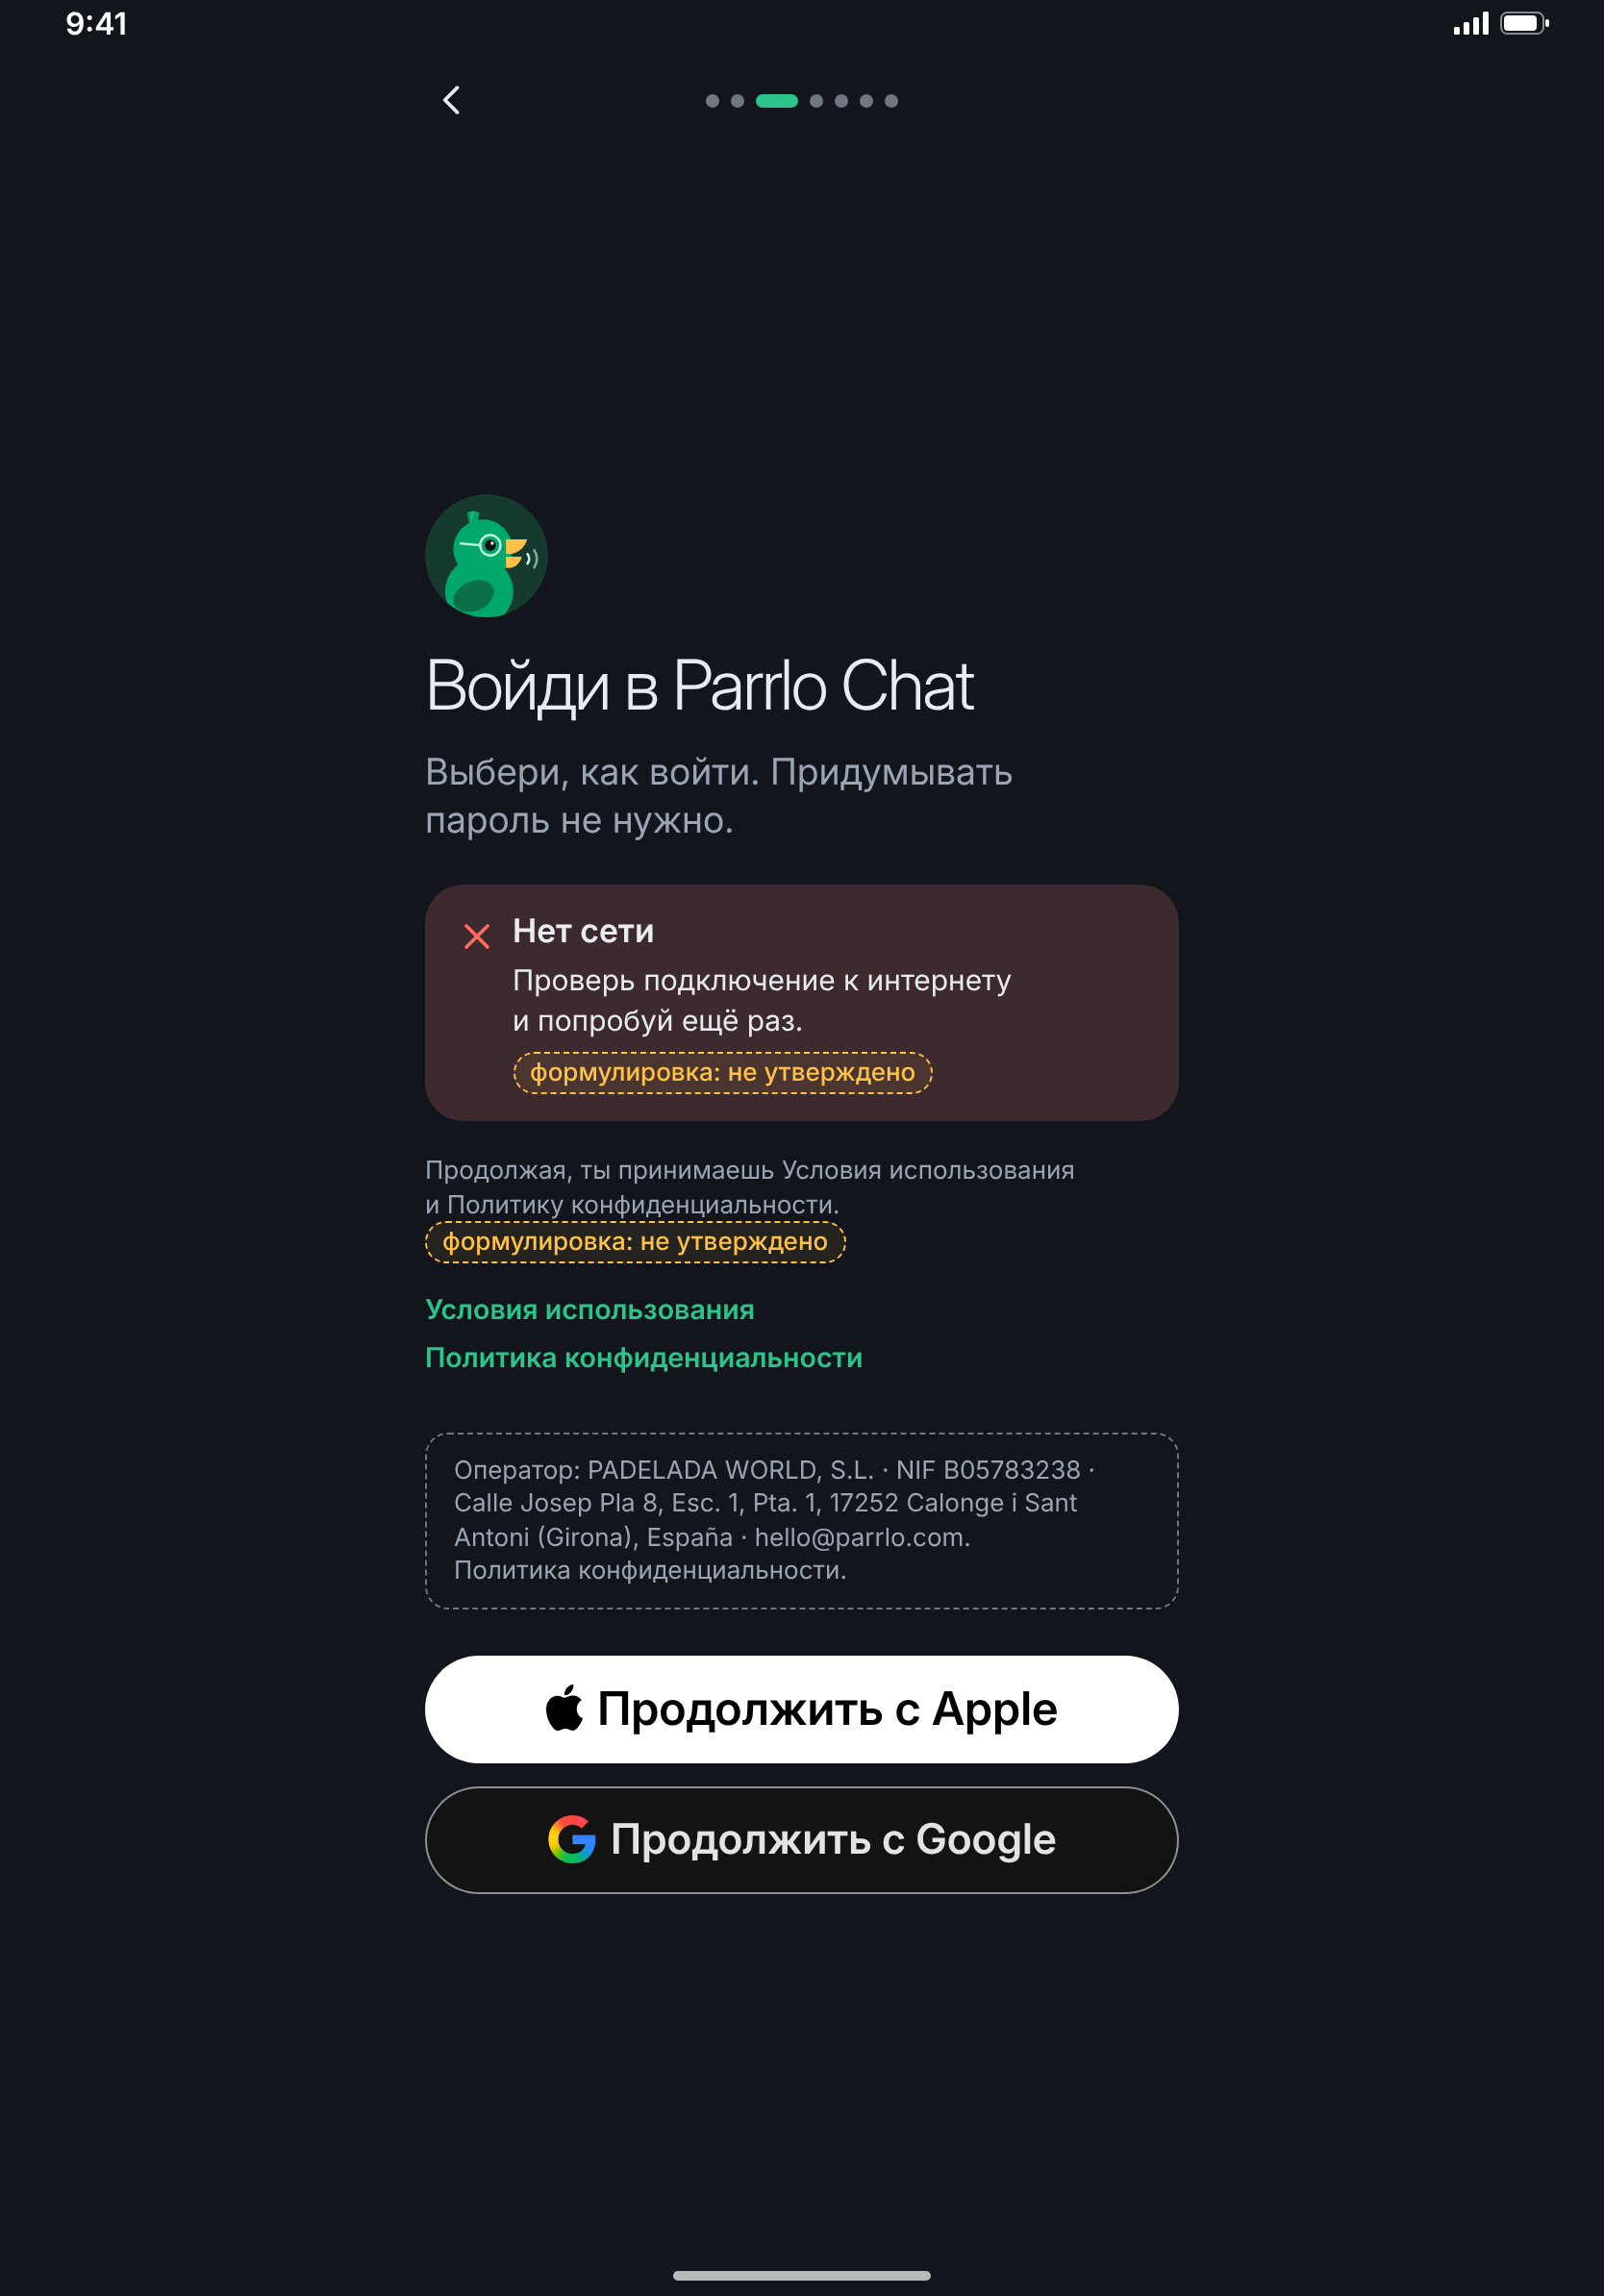 9:41
Войди в Parrlo Chat
Выбери, как войти. Придумывать
пароль не нужно.
Нет сети
Проверь подключение к интернету
и попробуй ещё раз.
формулировка: не утверждено
Продолжая, ты принимаешь Условия использования
и Политику конфиденциальности.
формулировка: не утверждено
Условия использования
Политика конфиденциальности
Оператор: PADELADA WORLD, S.L. · NIF B05783238 ·
Calle Josep Pla 8, Esc. 1, Pta. 1, 17252 Calonge i Sant
Antoni (Girona), España · hello@parrlo.com.
Политика конфиденциальности.
Продолжить с Apple
Продолжить с Google